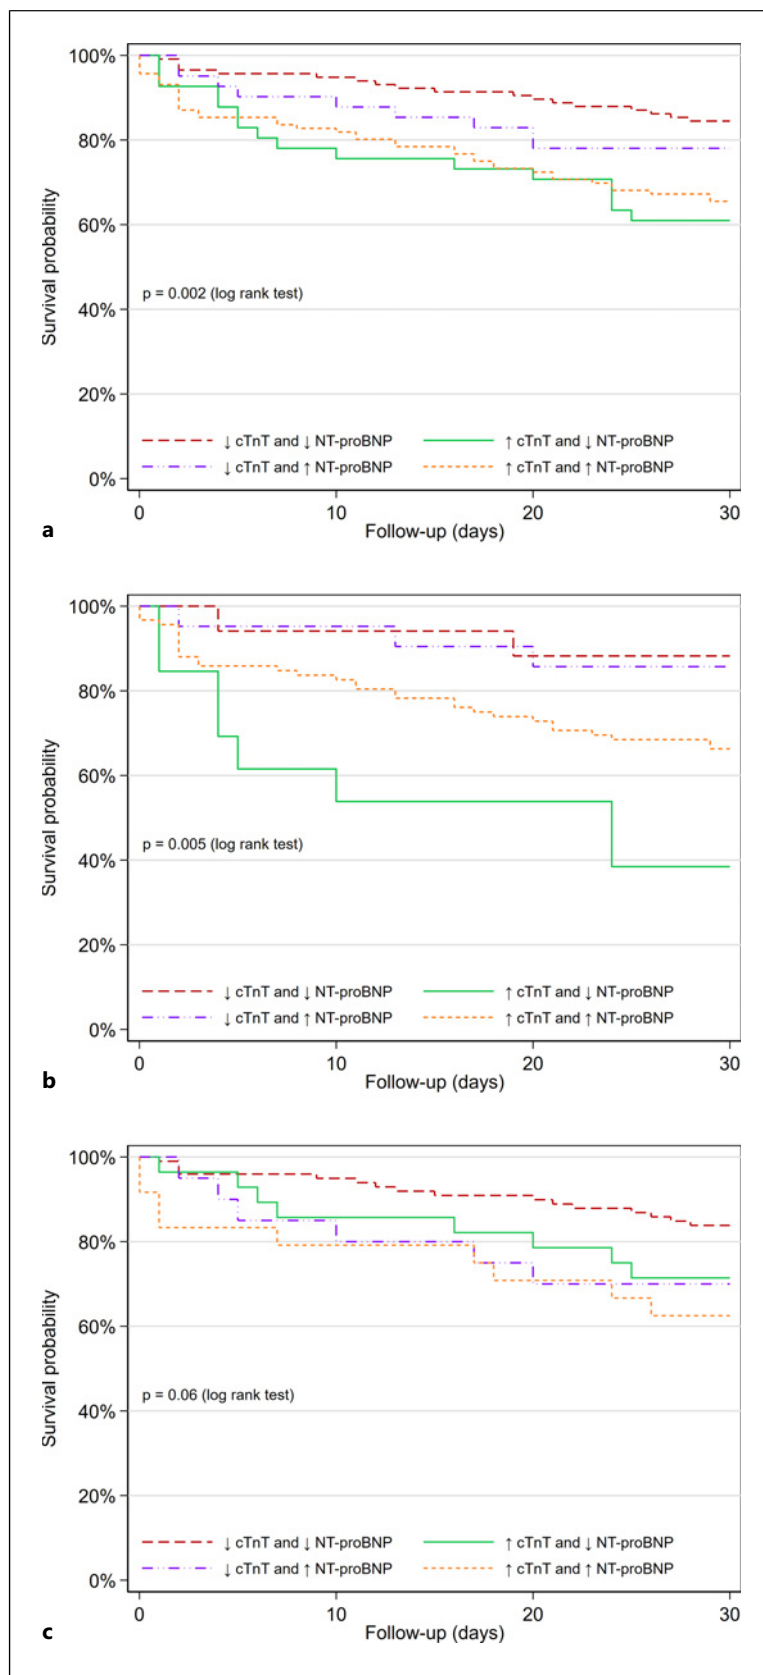 100%
80%
60%
40%
20%
0%
Survival probability
p = 0.002 (log rank test)
↓ cTnT and ↓ NT-proBNP
↑ cTnT and ↓ NT-proBNP
↓ cTnT and ↑ NT-proBNP
↑ cTnT and ↑ NT-proBNP
0 10 20 30
Follow-up (days)
a
100%
80%
60%
40%
20%
0%
Survival probability
p = 0.005 (log rank test)
↓ cTnT and ↓ NT-proBNP
↑ cTnT and ↓ NT-proBNP
↓ cTnT and ↑ NT-proBNP
↑ cTnT and ↑ NT-proBNP
0 10 20 30
Follow-up (days)
b
100%
80%
60%
40%
20%
0%
Survival probability
p = 0.06 (log rank test)
↓ cTnT and ↓ NT-proBNP
↑ cTnT and ↓ NT-proBNP
↓ cTnT and ↑ NT-proBNP
↑ cTnT and ↑ NT-proBNP
0 10 20 30
Follow-up (days)
c